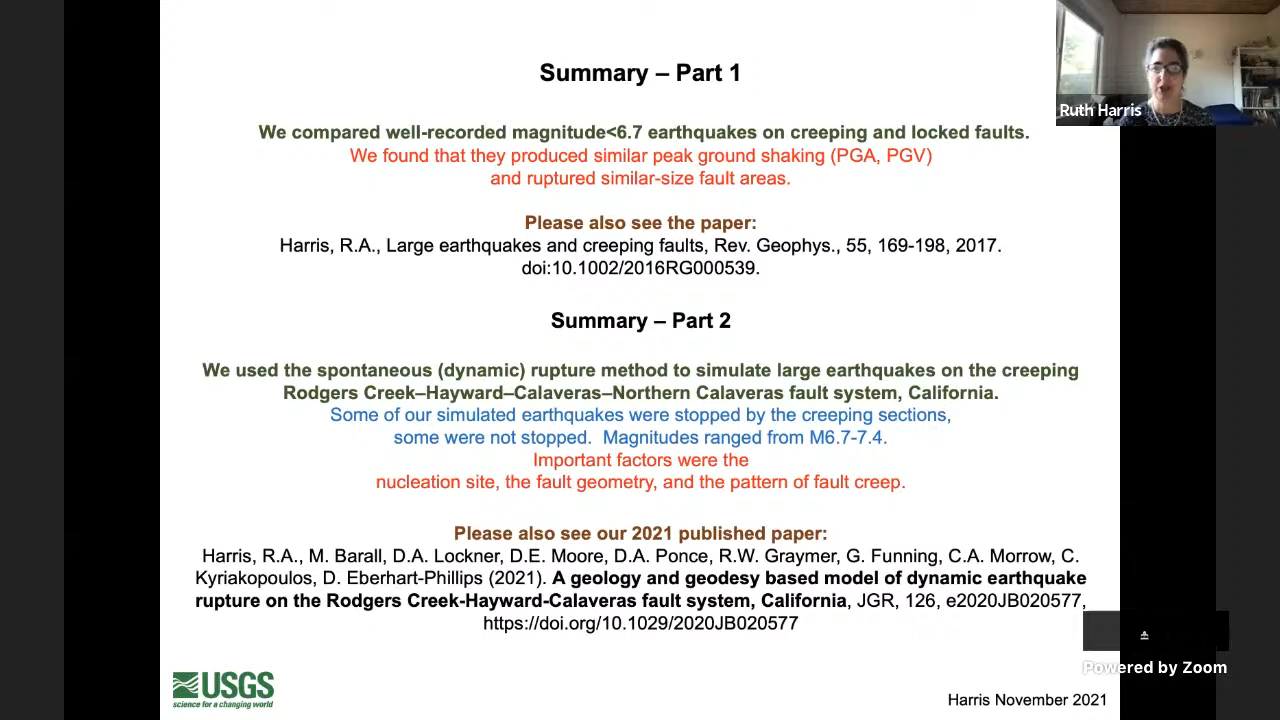 Summary – Part 1
Ruth Harris
We compared well-recorded magnitude<6.7 earthquakes on creeping and locked faults.
We found that they produced similar peak ground shaking (PGA, PGV)
and ruptured similar-size fault areas.
Please also see the paper:
Harris, R.A., Large earthquakes and creeping faults, Rev. Geophys., 55, 169-198, 2017.
doi:10.1002/2016RG000539.
Summary – Part 2
We used the spontaneous (dynamic) rupture method to simulate large earthquakes on the creeping
Rodgers Creek–Hayward–Calaveras–Northern Calaveras fault system, California.
Some of our simulated earthquakes were stopped by the creeping sections,
some were not stopped.  Magnitudes ranged from M6.7-7.4.
Important factors were the
nucleation site, the fault geometry, and the pattern of fault creep.
Please also see our 2021 published paper:
Harris, R.A., M. Barall, D.A. Lockner, D.E. Moore, D.A. Ponce, R.W. Graymer, G. Funning, C.A. Morrow, C.
Kyriakopoulos, D. Eberhart-Phillips (2021). A geology and geodesy based model of dynamic earthquake
rupture on the Rodgers Creek-Hayward-Calaveras fault system, California, JGR, 126, e2020JB020577,
https://doi.org/10.1029/2020JB020577
Powered by Zoom
USGS
science for a changing world
Harris November 2021